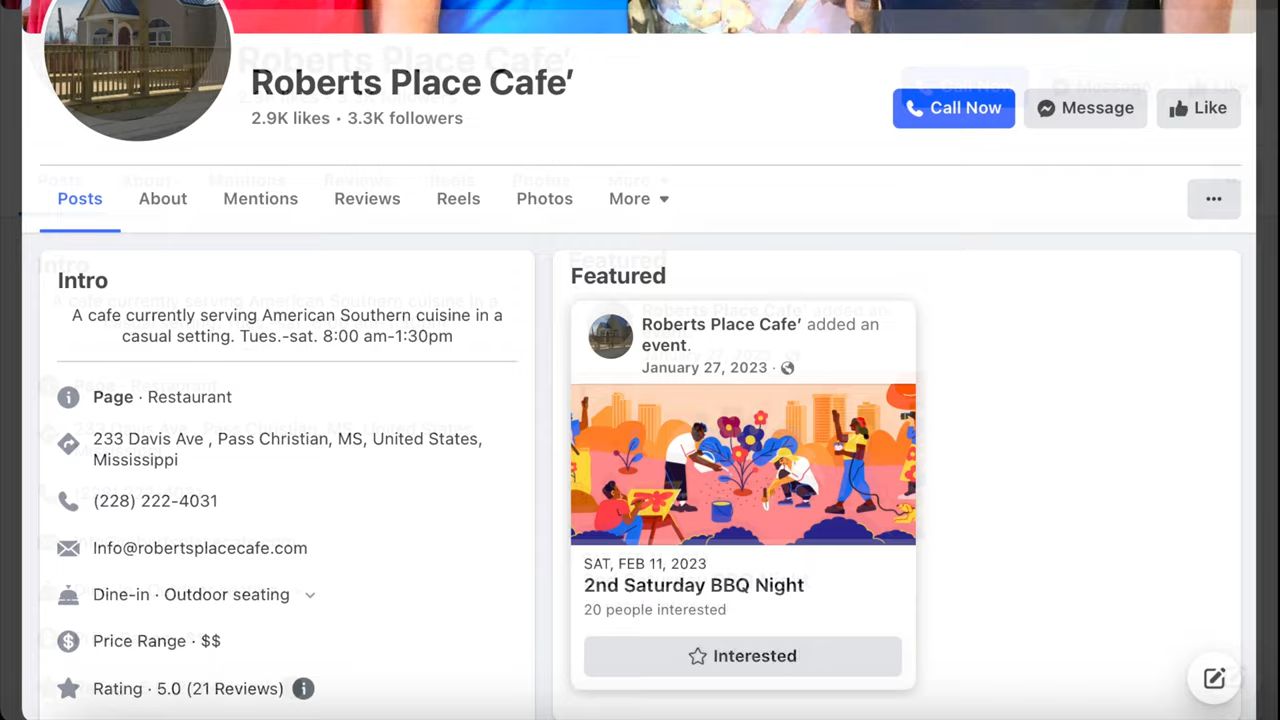 Roberts Place Cafe’
2.9K likes • 3.3K followers
Call Now
Message
Like
Posts
About
Mentions
Reviews
Reels
Photos
More
Intro
A cafe currently serving American Southern cuisine in a
casual setting. Tues.-sat. 8:00 am-1:30pm
Page · Restaurant
233 Davis Ave , Pass Christian, MS, United States,
Mississippi
(228) 222-4031
Info@robertsplacecafe.com
Dine-in · Outdoor seating
Price Range · $$
Rating · 5.0 (21 Reviews)
Featured
Roberts Place Cafe’ added an
event.
January 27, 2023 ·
SAT, FEB 11, 2023
2nd Saturday BBQ Night
20 people interested
Interested